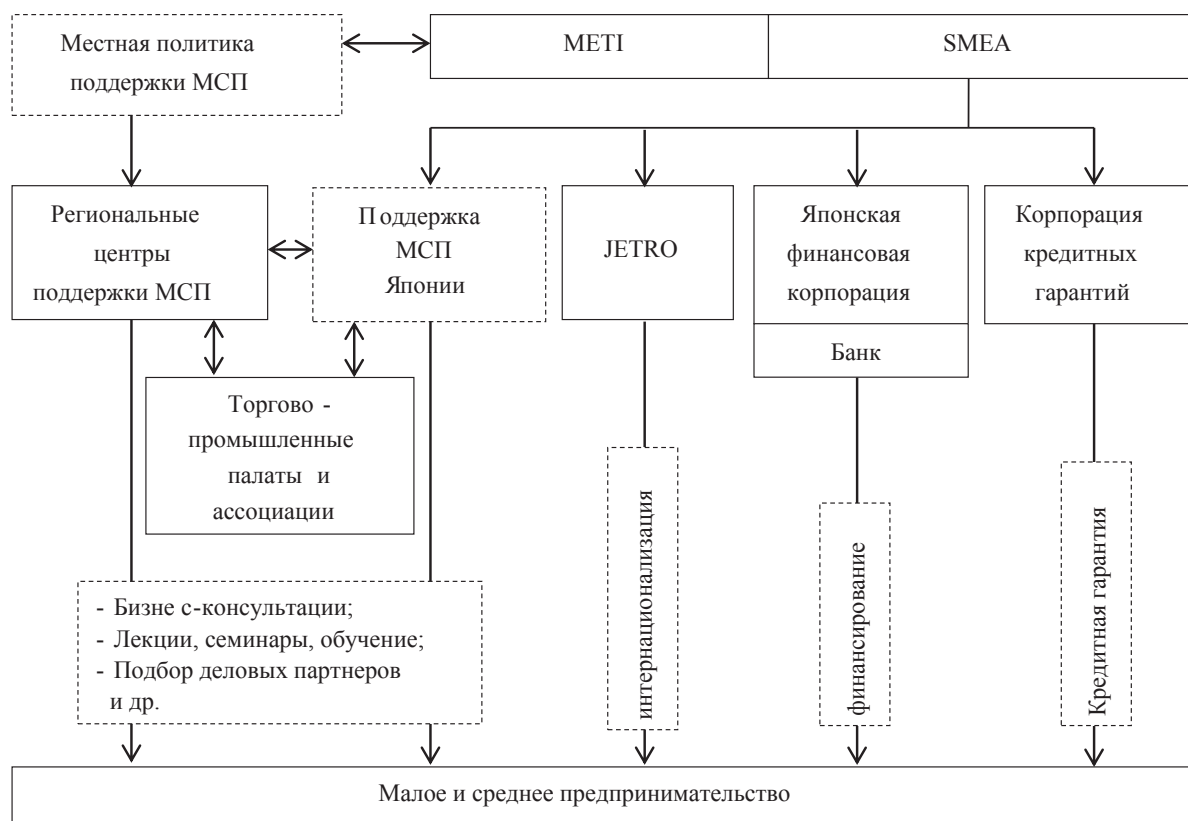 Местная политика
поддержки МСП
METI
SMEA
Региональные
центры
поддержки МСП
Поддержка
МСП
Японии
JETRO
Японская
финансовая
корпорация
Банк
Корпорация
кредитных
гарантий
Торгово -
промышленные
палаты и
ассоциации
- Бизне с-консультации;
- Лекции, семинары, обучение;
- Подбор деловых партнеров
и др.
интернационализация
финансирование
Кредитная гарантия
Малое и среднее предпринимательство